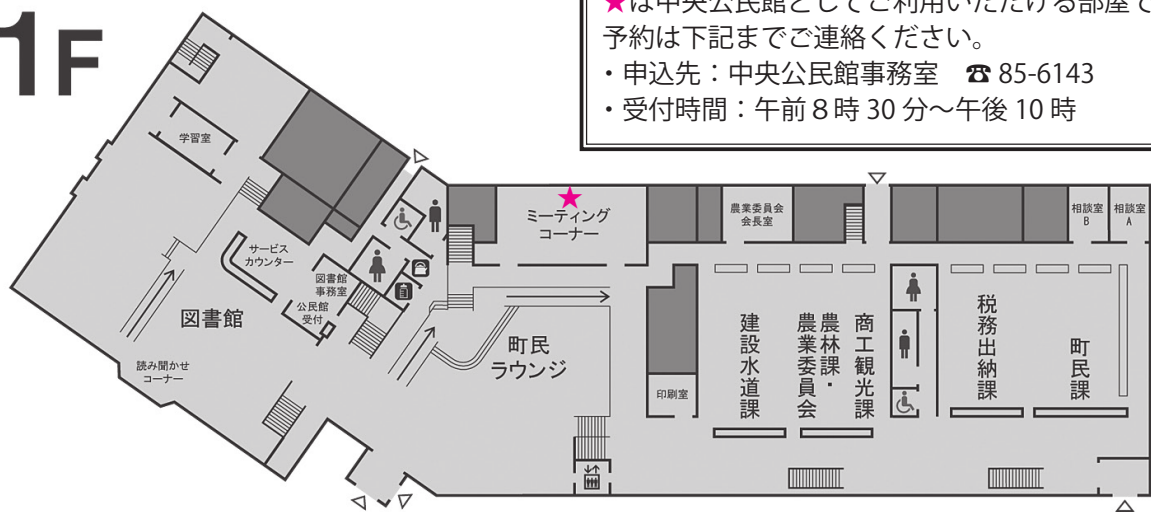 1F
★は中央公民館としてご利用いただける部屋で
予約は下記までご連絡ください。
・申込先：中央公民館事務室　☎ 85-6143
・受付時間：午前８時 30 分～午後 10 時
学習室
★
ミーティング
コーナー
農業委員会
会長室
相談室
B
相談室
A
サービス
カウンター
図書館
事務室
公民館
受付
図書館
読み聞かせ
コーナー
町民
ラウンジ
印刷室
建設水道課
農林課・
農業委員会
商工観光課
税務出納課
町民課